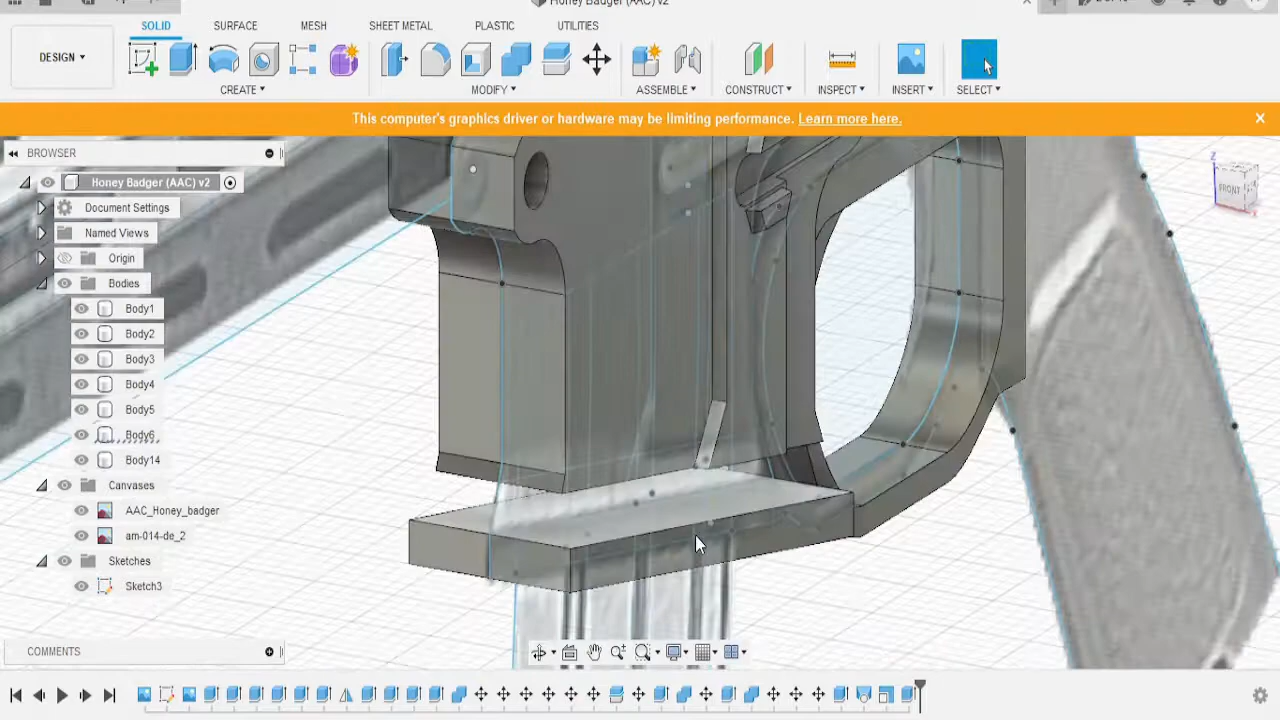 Honey Badger (AAC) v2
SOLID SURFACE MESH SHEET METAL PLASTIC UTILITIES
DESIGN
CREATE MODIFY ASSEMBLE CONSTRUCT INSPECT INSERT SELECT
This computer's graphics driver or hardware may be limiting performance. Learn more here.
BROWSER
Honey Badger (AAC) v2
Document Settings
Named Views
Origin
Bodies
Body1
Body2
Body3
Body4
Body5
Body6
Body14
Canvases
AAC_Honey_badger
am-014-de_2
Sketches
Sketch3
Z
FRONT
COMMENTS